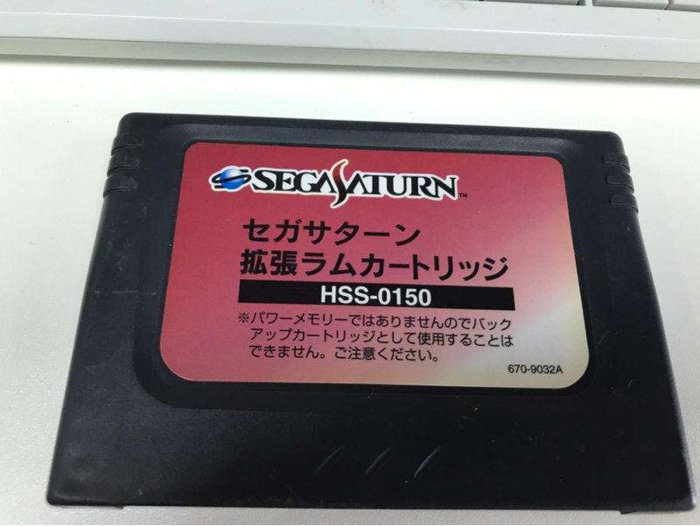 SEGA SATURN™
セガサターン
拡張ラムカートリッジ
HSS-0150
※パワーメモリーではありませんのでバック
アップカートリッジとして使用することは
できません。ご注意ください。
670-9032A